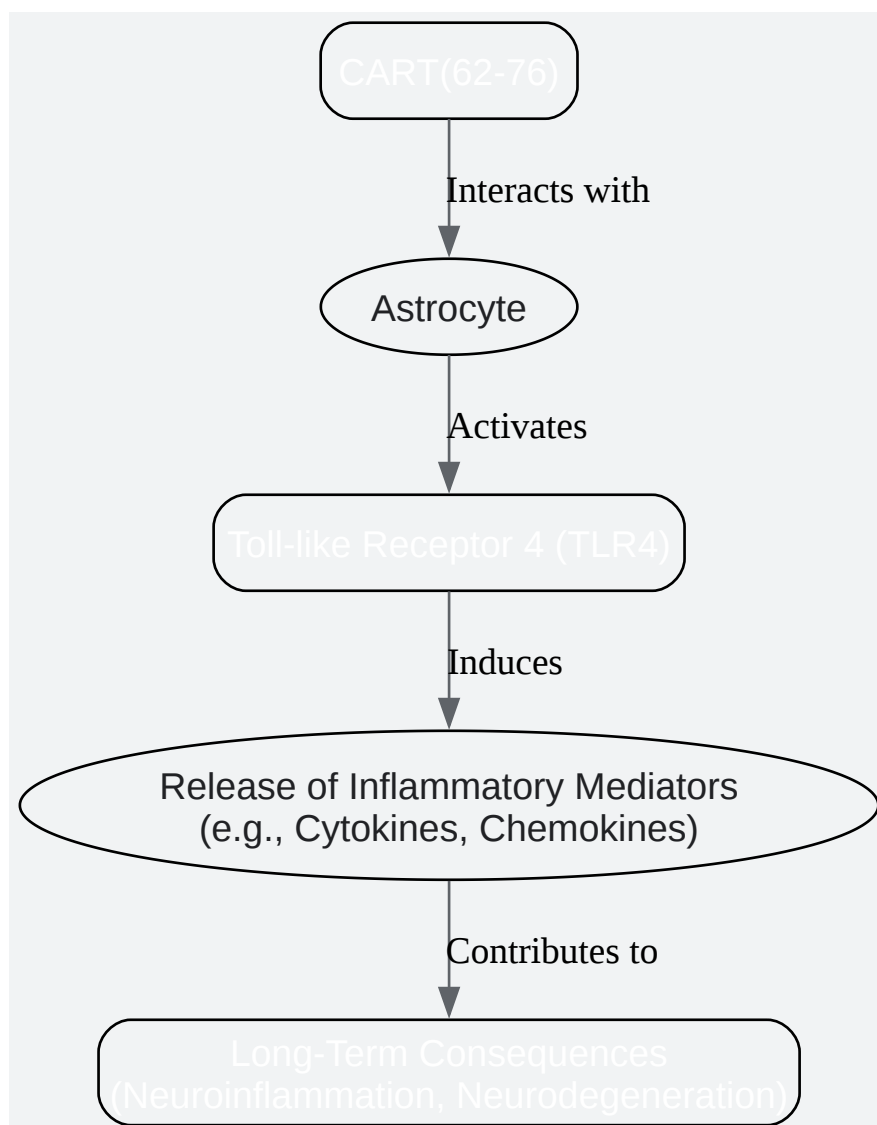 CART(62-76)
Interacts with
Astrocyte
Activates
Toll-like Receptor 4 (TLR4)
Induces
Release of Inflammatory Mediators
(e.g., Cytokines, Chemokines)
Contributes to
Long-Term Consequences
(Neuroinflammation, Neurodegeneration)